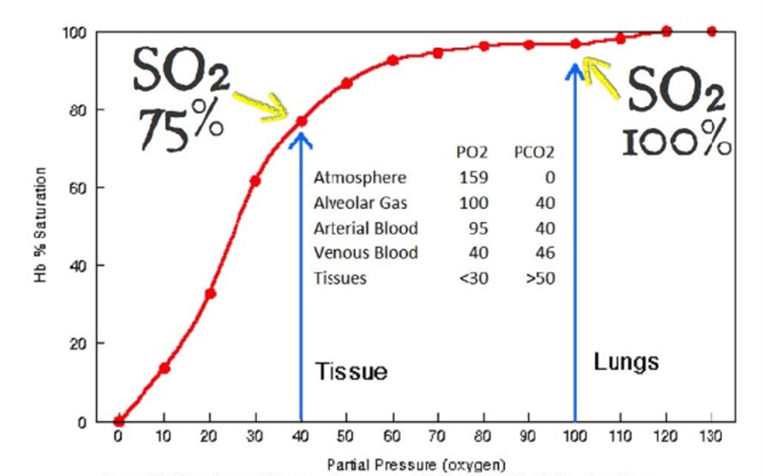 100
SO2
75%
SO2
100%
80
60
40
20
0
Hb % Saturation
PO2 PCO2
Atmosphere 159 0
Alveolar Gas 100 40
Arterial Blood 95 40
Venous Blood 40 46
Tissues <30 >50
Tissue
Lungs
0 10 20 30 40 50 60 70 80 90 100 110 120 130
Partial Pressure (oxygen)